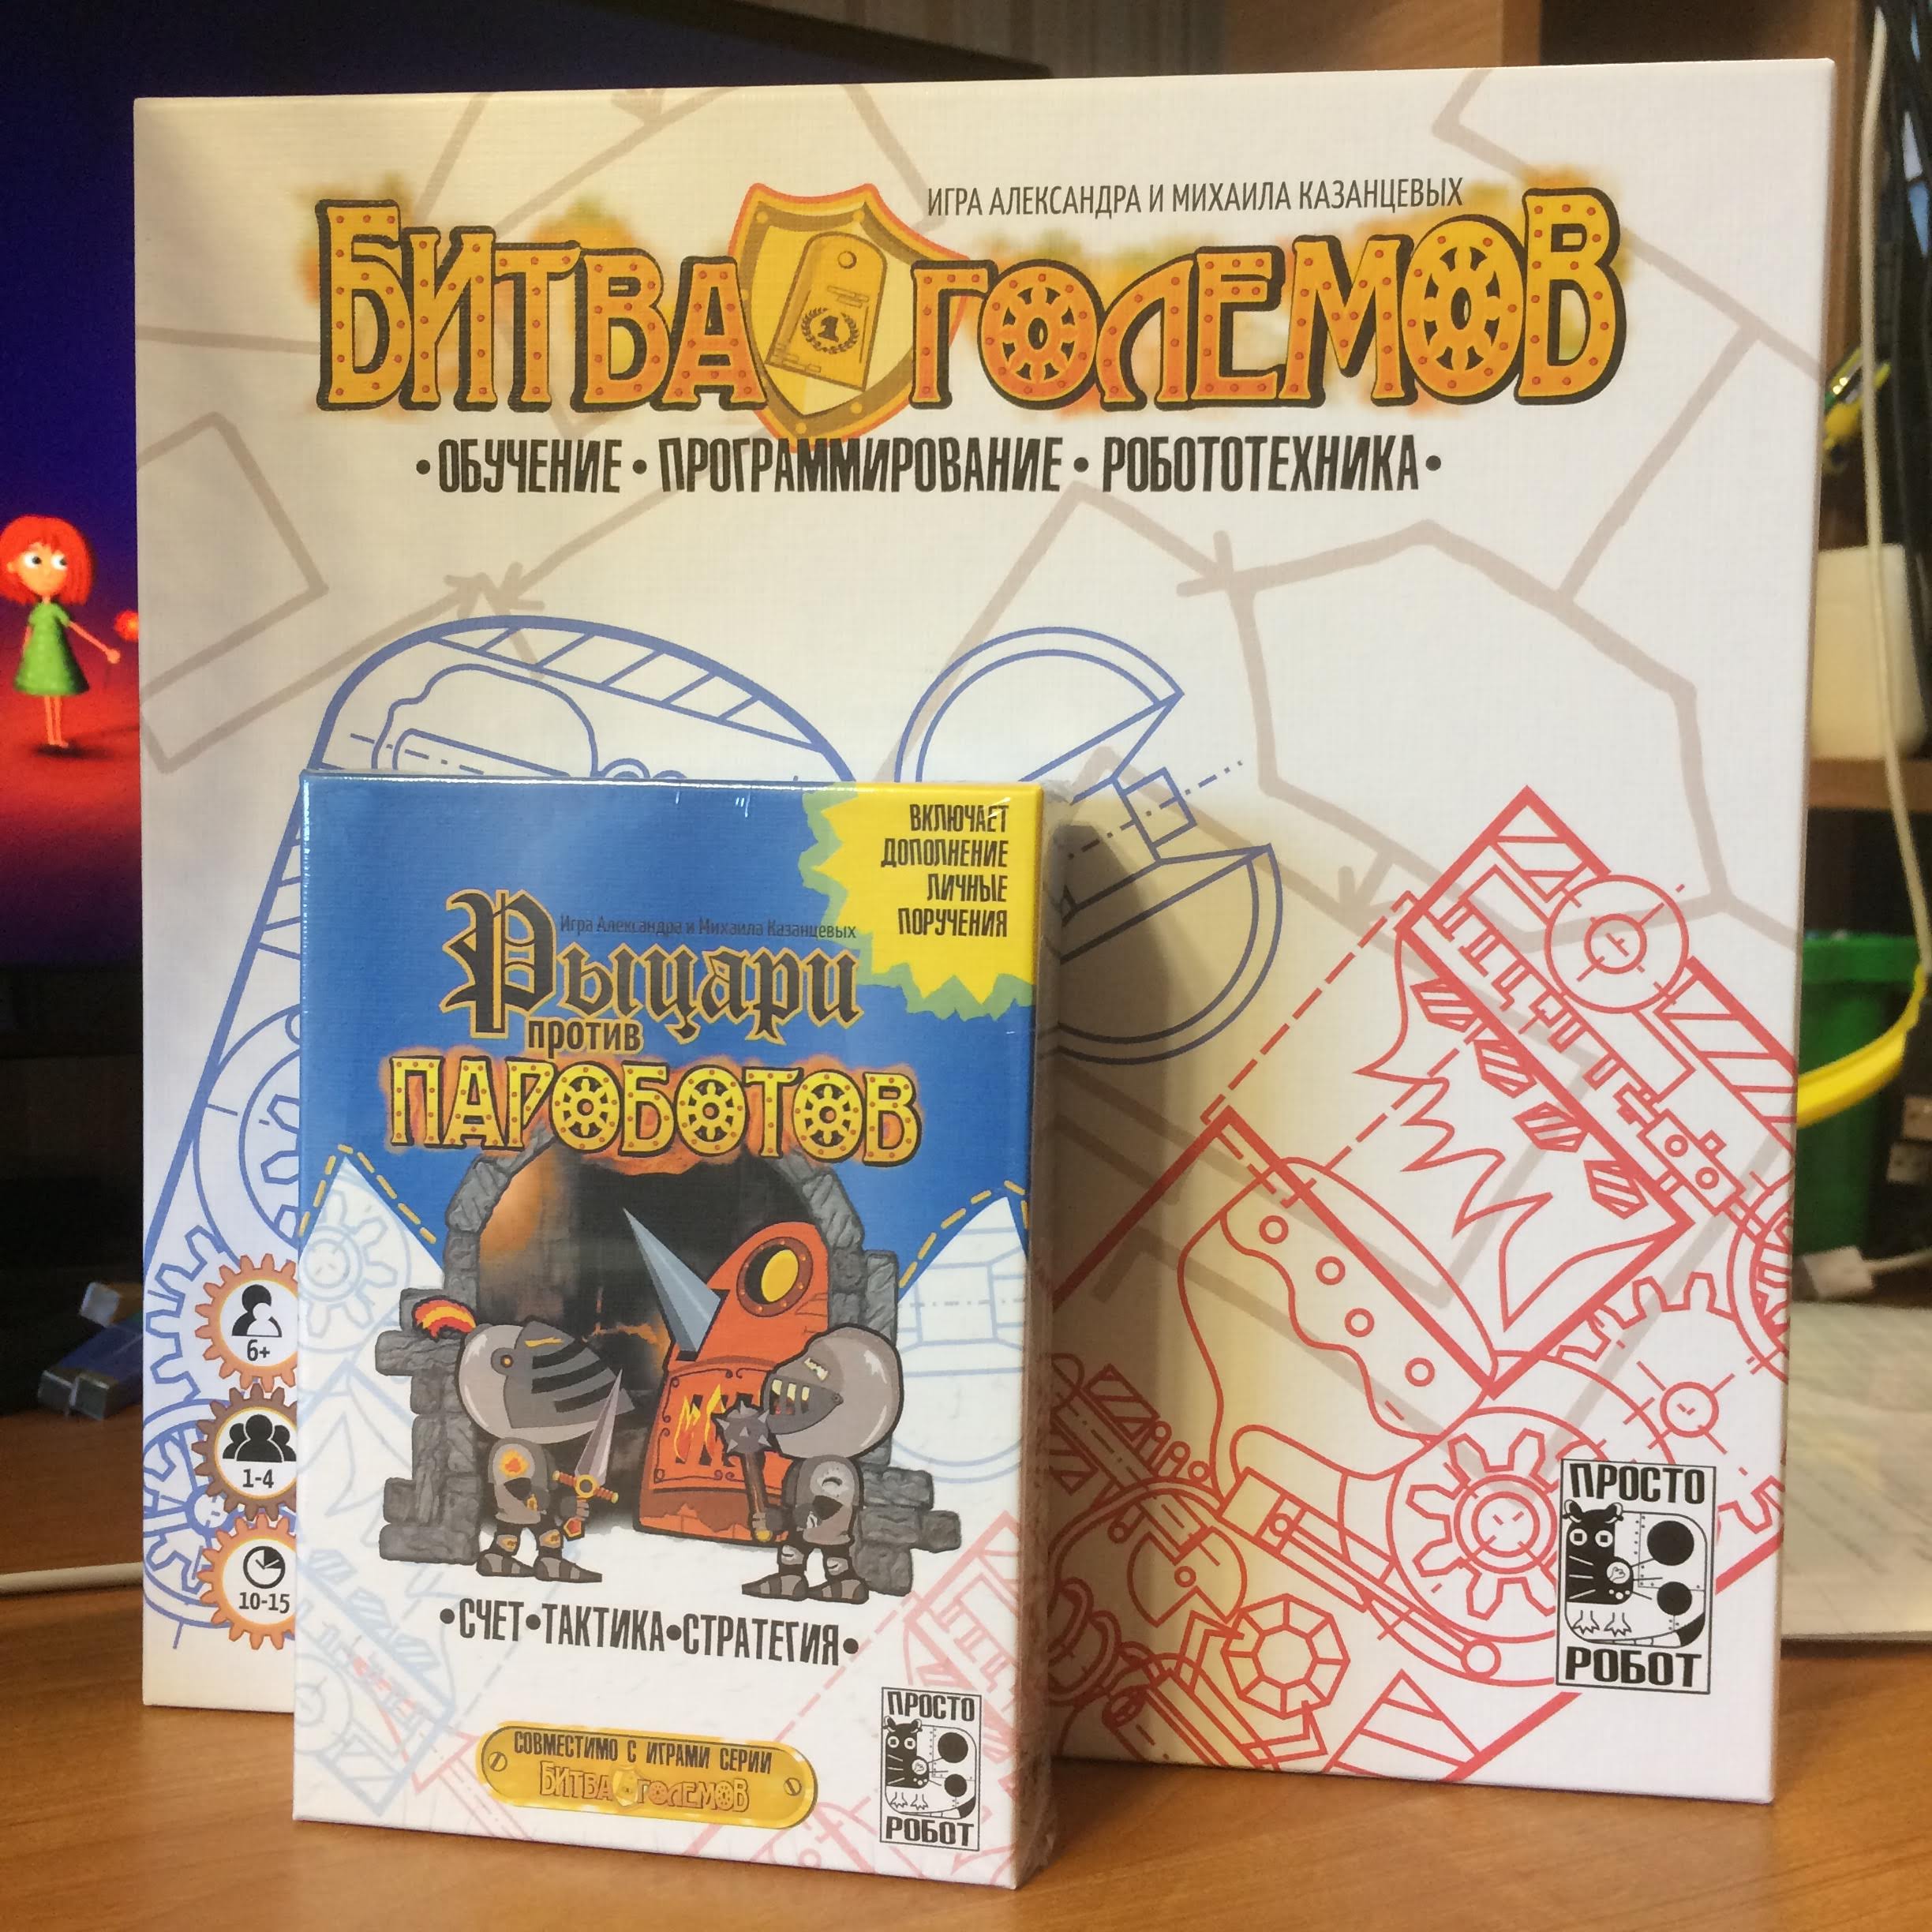 ИГРА АЛЕКСАНДРА И МИХАИЛА КАЗАНЦЕВЫХ
БИТВА ГОЛЕМОВ
1
•ОБУЧЕНИЕ•ПРОГРАММИРОВАНИЕ•РОБОТОТЕХНИКА•
ВКЛЮЧАЕТ
ДОПОЛНЕНИЕ
ЛИЧНЫЕ
ПОРУЧЕНИЯ
Игра Александра и Михаила Казанцевых
Рыцари
против
ПАРОБОТОВ
6+
1-4
10-15
•СЧЕТ•ТАКТИКА•СТРАТЕГИЯ•
СОВМЕСТИМО С ИГРАМИ СЕРИИ
БИТВА ГОЛЕМОВ
ПРОСТО
РОБОТ
ПРОСТО
РОБОТ